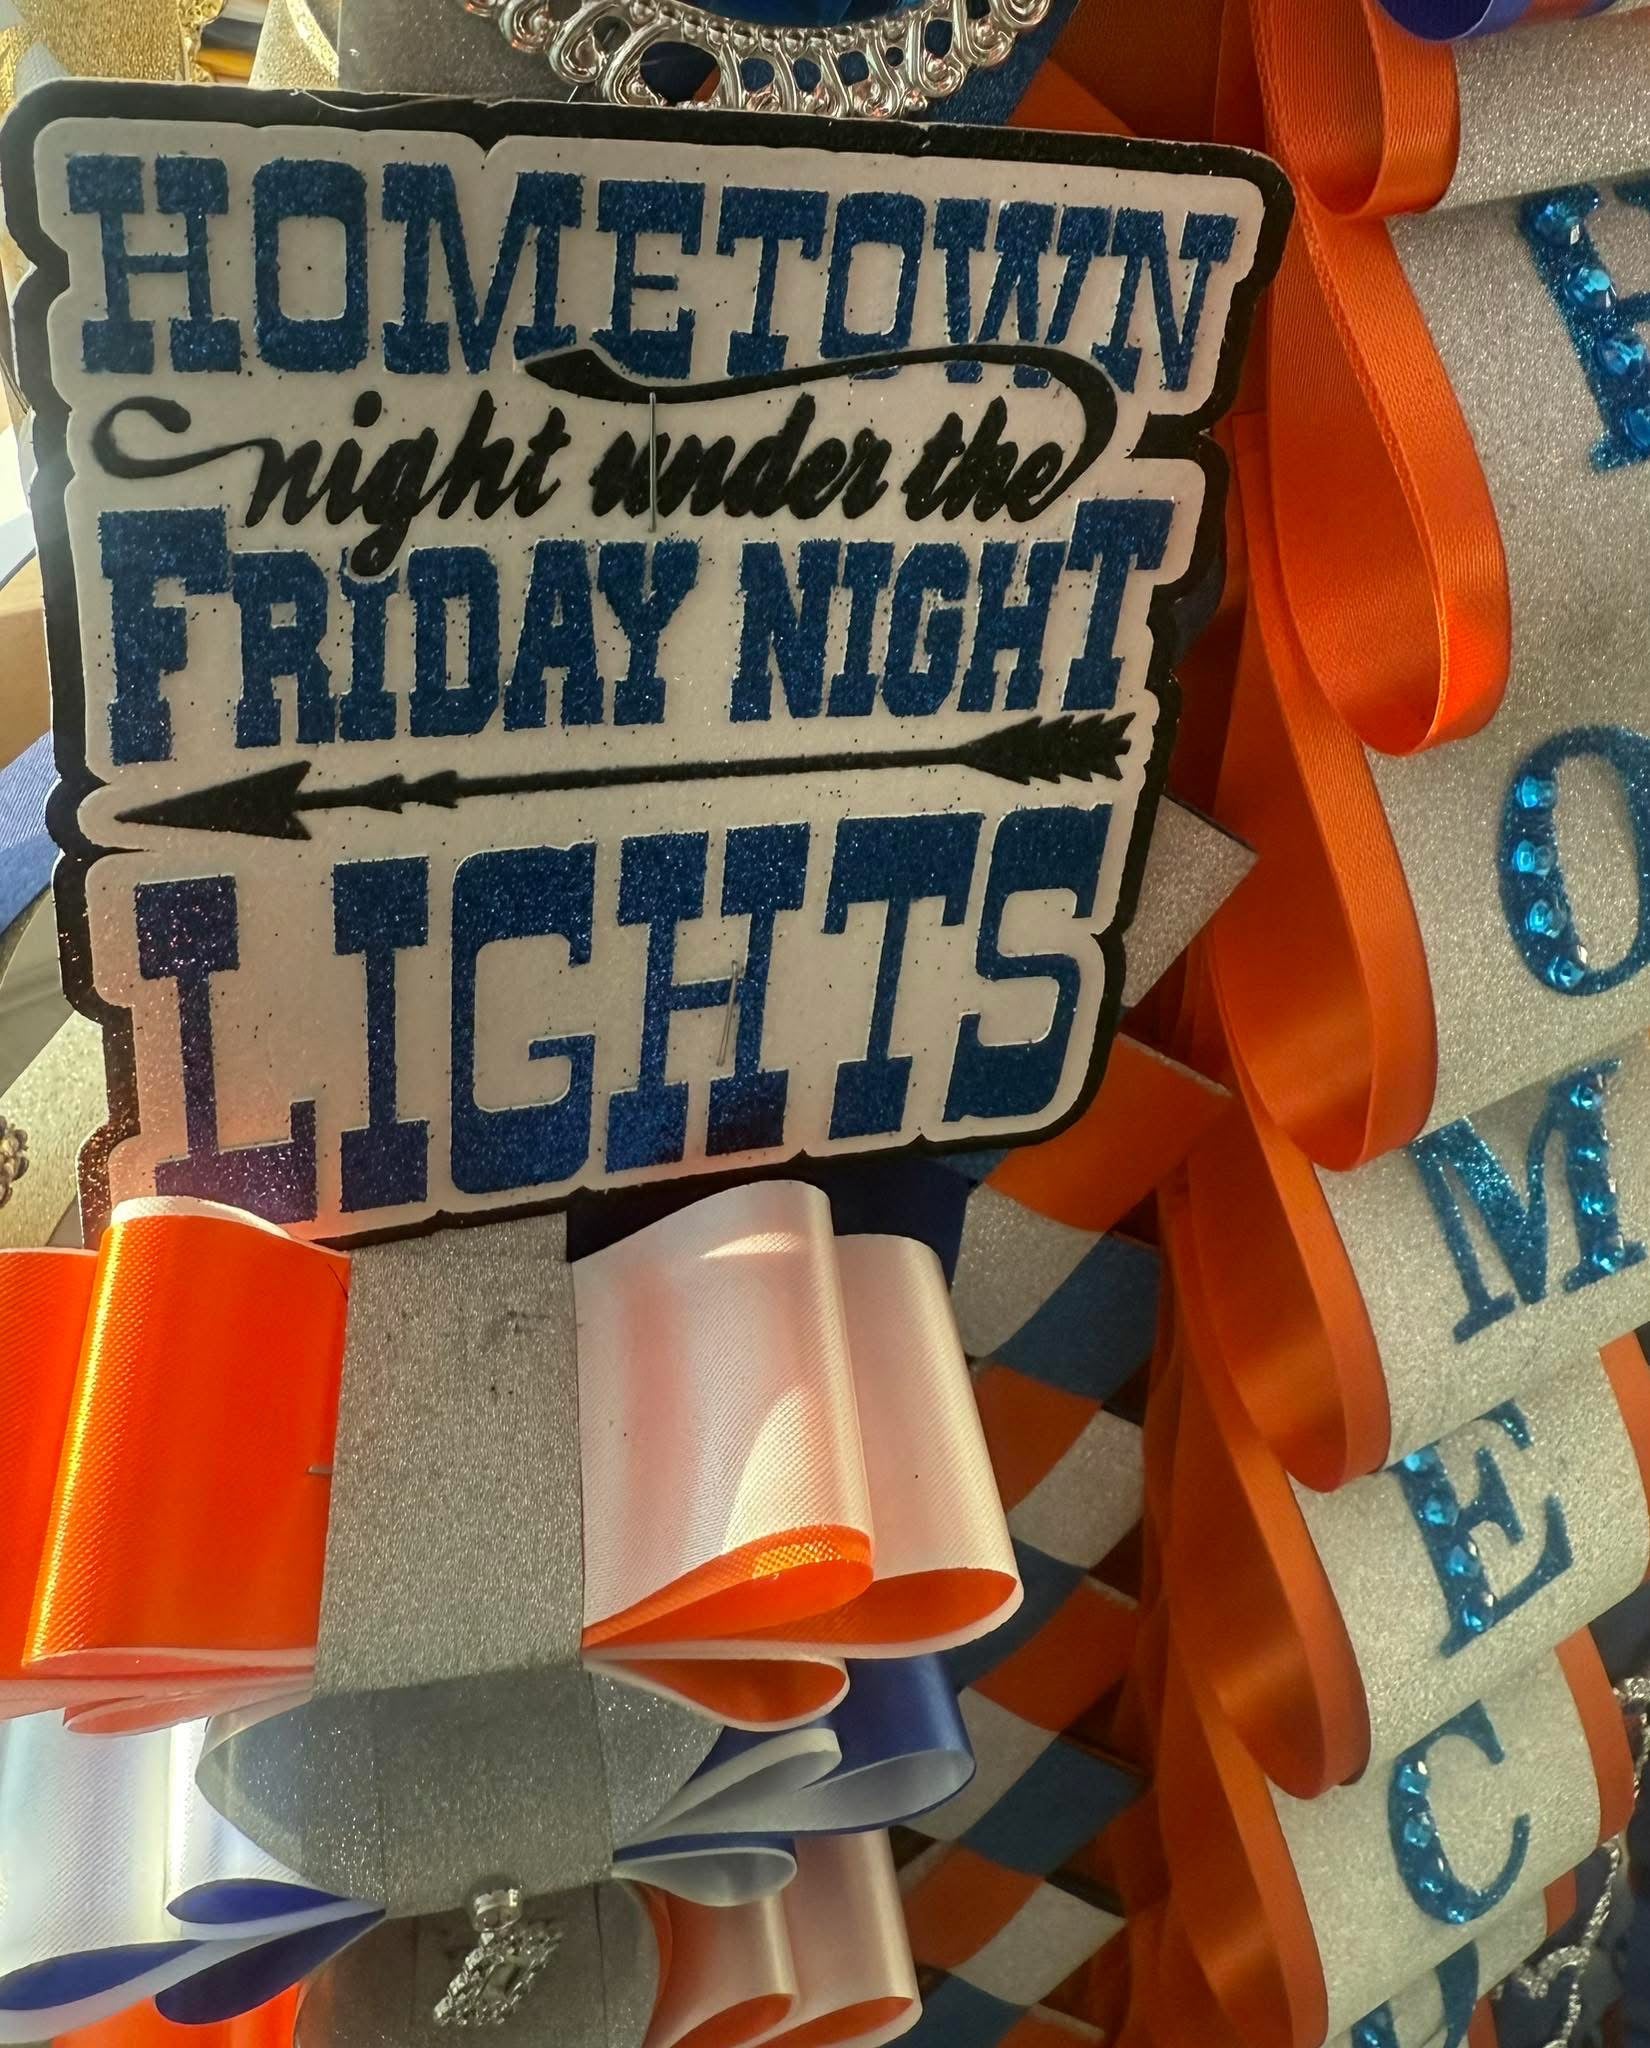 HOMETOWN
night under the
FRIDAY NIGHT
LIGHTS
O
M
E
C